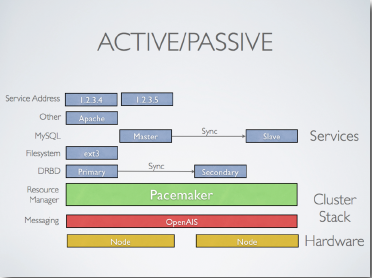 ACTIVE/PASSIVE
Service Address 1.2.3.4 1.2.3.5
Other Apache
MySQL Master Sync Slave Services
Filesystem ext3
DRBD Primary Sync Secondary
Resource
Manager
Pacemaker
Cluster
Stack
Messaging OpenAIS
Node Node Hardware